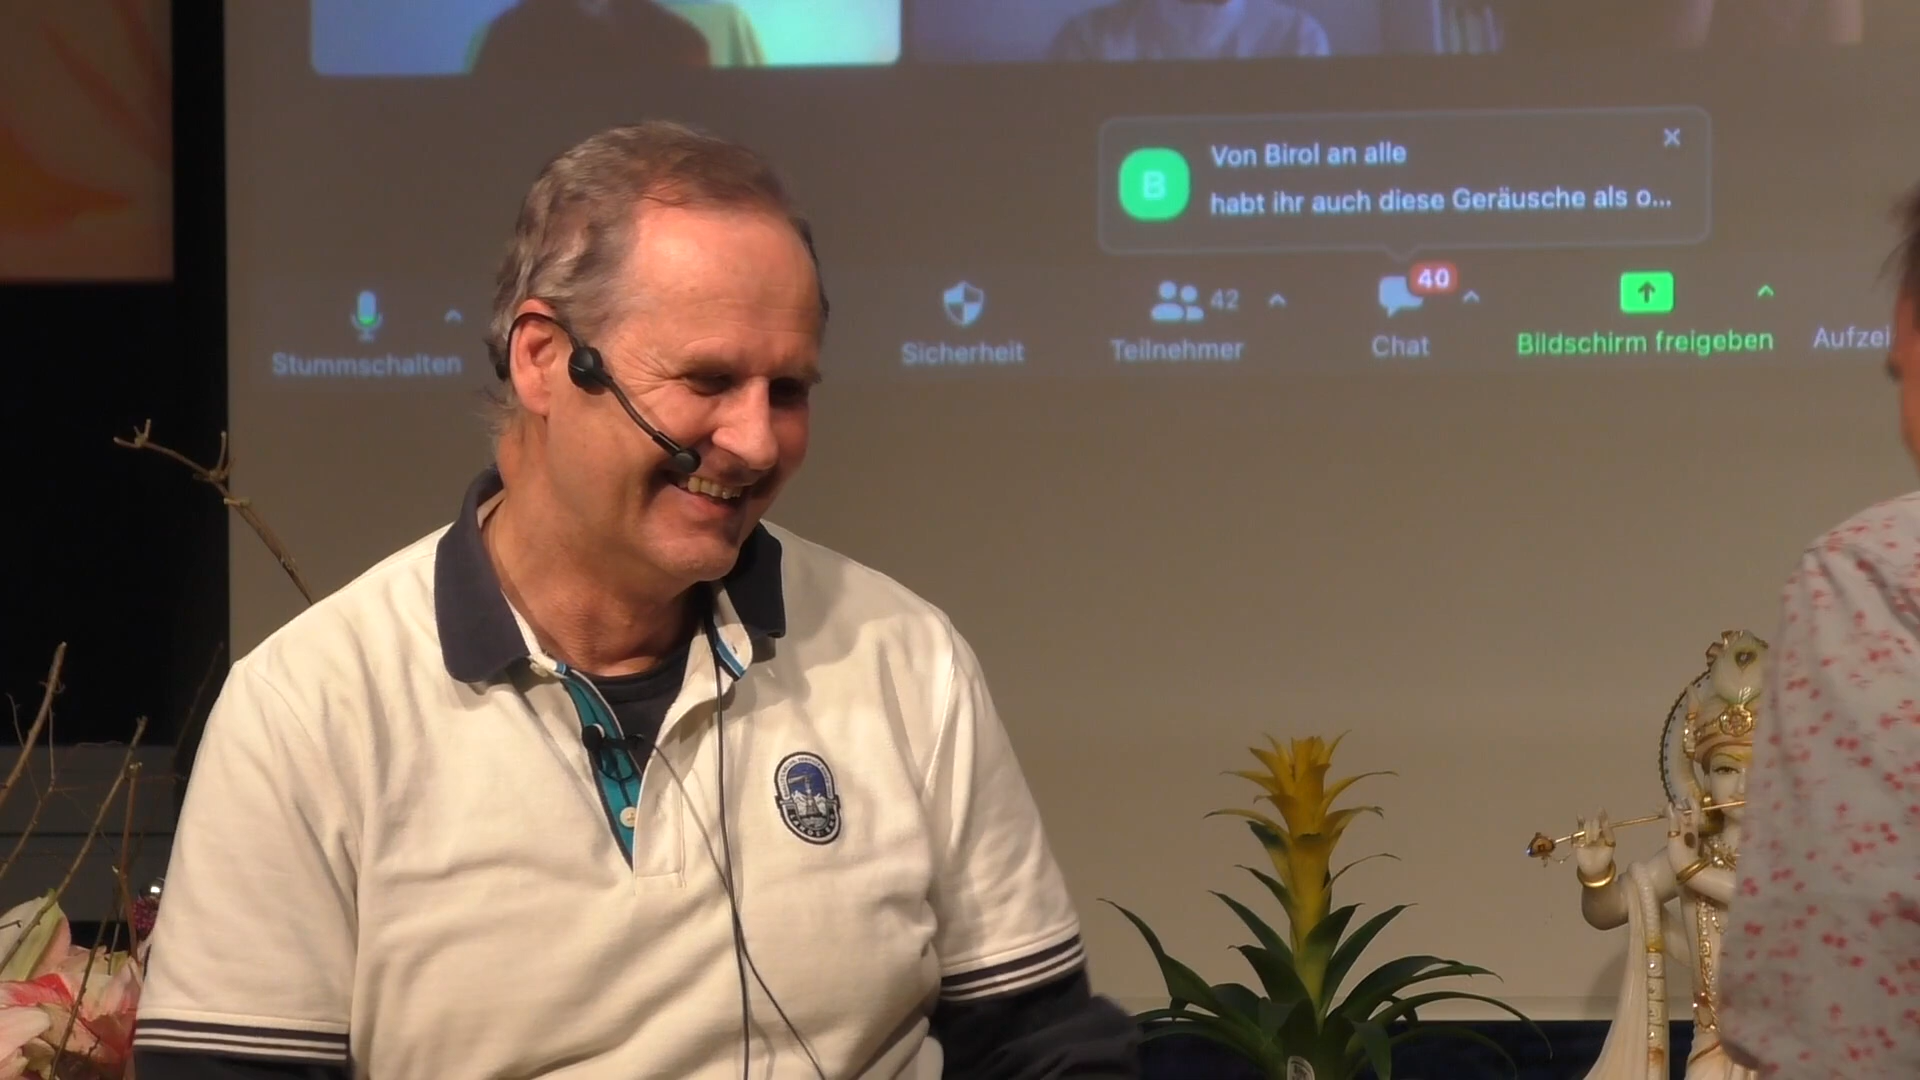 Von Birol an alle
B
habt ihr auch diese Geräusche als o...
40
42
Stummschalten
Sicherheit
Teilnehmer
Chat
Bildschirm freigeben
Aufzei